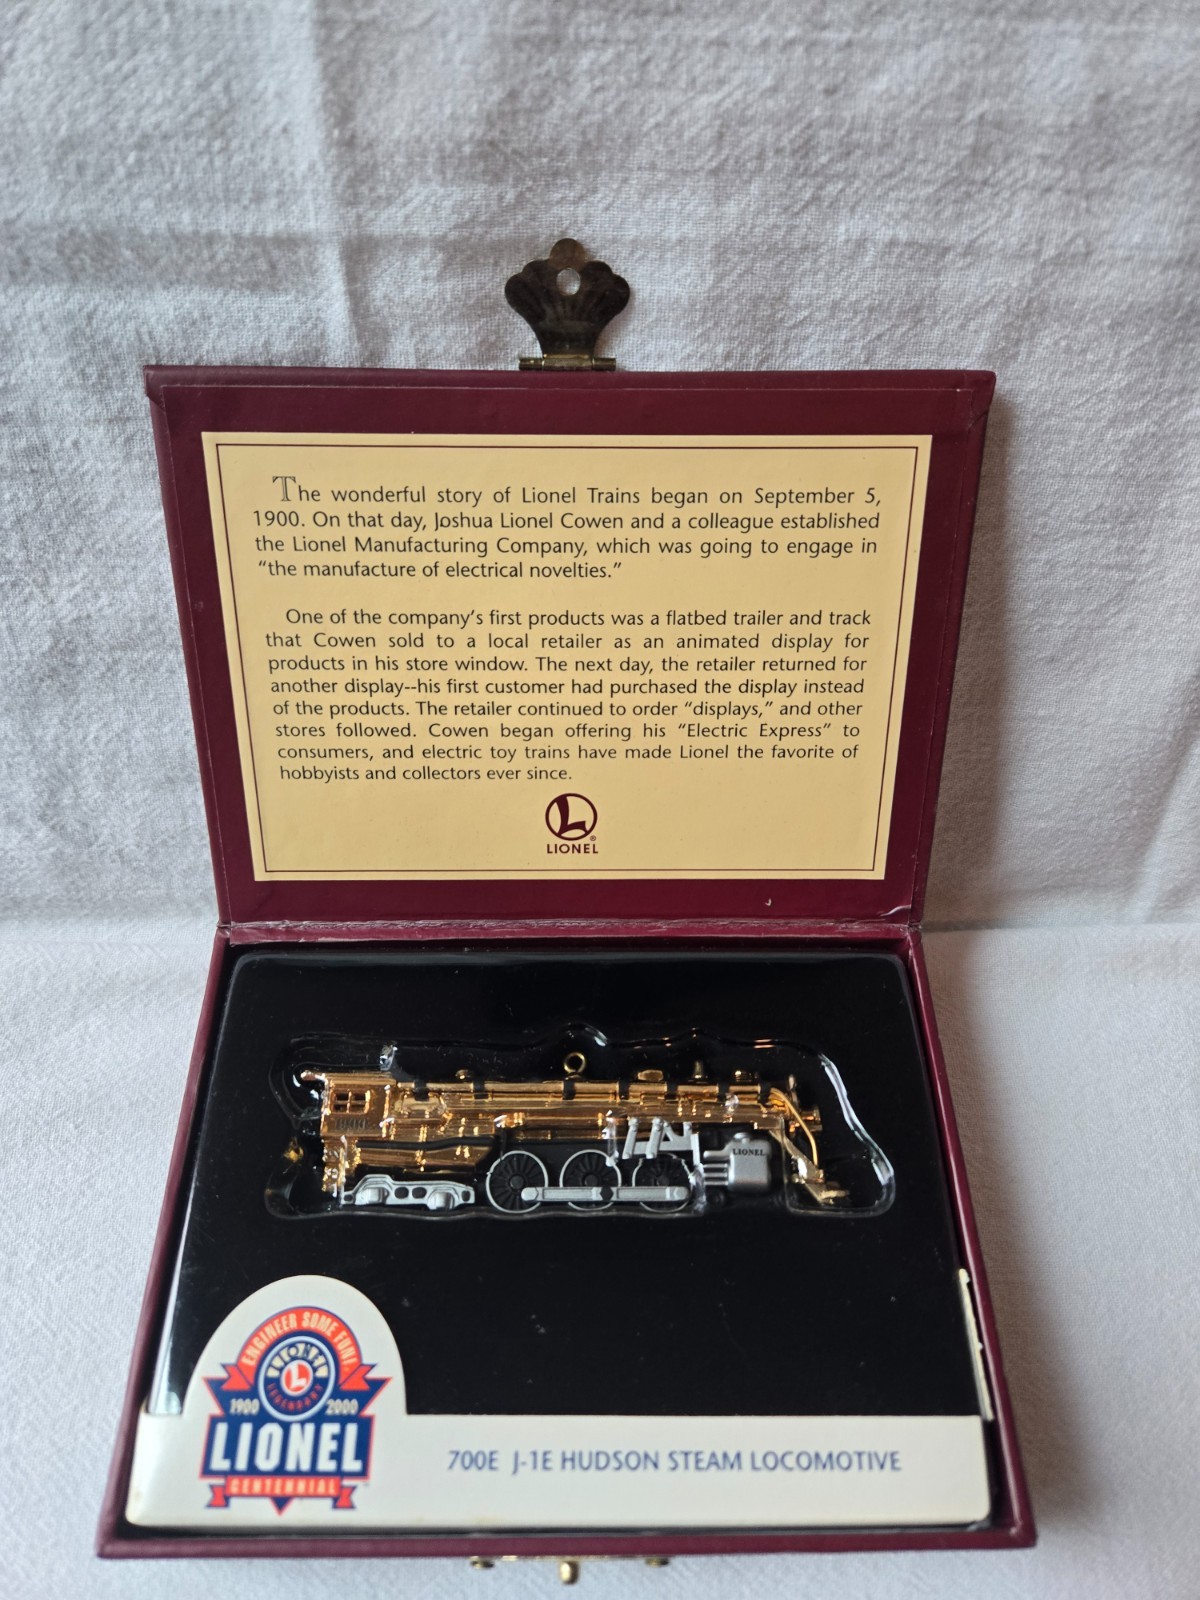 The wonderful story of Lionel Trains began on September 5,
1900. On that day, Joshua Lionel Cowen and a colleague established
the Lionel Manufacturing Company, which was going to engage in
“the manufacture of electrical novelties.”
One of the company’s first products was a flatbed trailer and track
that Cowen sold to a local retailer as an animated display for
products in his store window. The next day, the retailer returned for
another display--his first customer had purchased the display instead
of the products. The retailer continued to order “displays,” and other
stores followed. Cowen began offering his “Electric Express” to
consumers, and electric toy trains have made Lionel the favorite of
hobbyists and collectors ever since.
L
®
LIONEL
LIONEL
ENGINEER SOME FUN!
LIONEL
L
LEGENDARY
1900 2000
LIONEL
CENTENNIAL
700E J-1E HUDSON STEAM LOCOMOTIVE